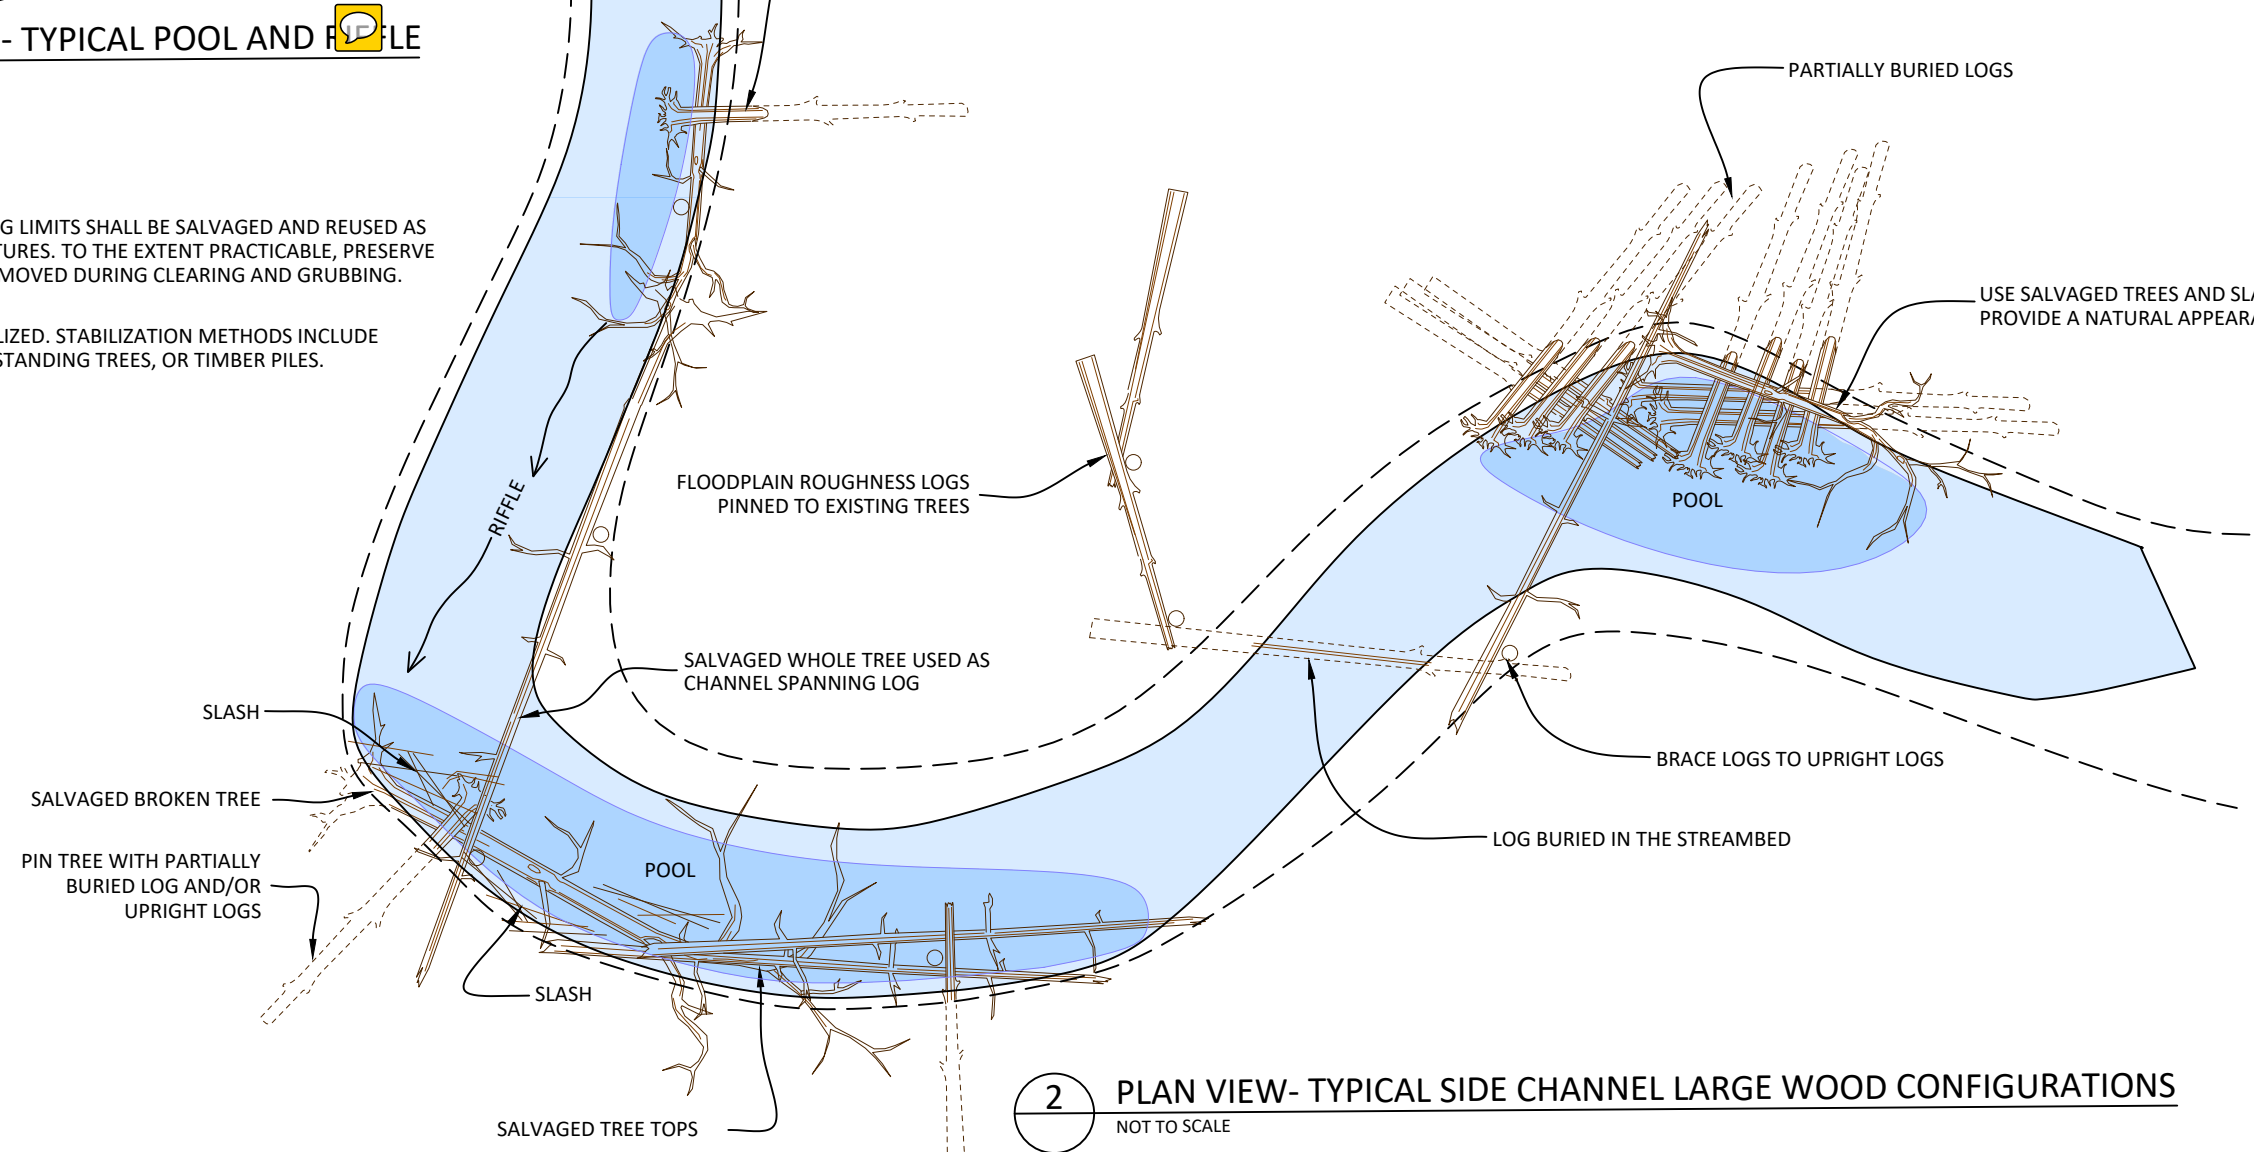 - TYPICAL POOL AND RIFFLE
G LIMITS SHALL BE SALVAGED AND REUSED AS
TURES. TO THE EXTENT PRACTICABLE, PRESERVE
MOVED DURING CLEARING AND GRUBBING.
LIZED. STABILIZATION METHODS INCLUDE
STANDING TREES, OR TIMBER PILES.
PARTIALLY BURIED LOGS
USE SALVAGED TREES AND SLA
PROVIDE A NATURAL APPEARA
FLOODPLAIN ROUGHNESS LOGS
PINNED TO EXISTING TREES
POOL
RIFFLE
SALVAGED WHOLE TREE USED AS
CHANNEL SPANNING LOG
SLASH
BRACE LOGS TO UPRIGHT LOGS
SALVAGED BROKEN TREE
LOG BURIED IN THE STREAMBED
PIN TREE WITH PARTIALLY
BURIED LOG AND/OR
UPRIGHT LOGS
POOL
SLASH
SALVAGED TREE TOPS
2
PLAN VIEW- TYPICAL SIDE CHANNEL LARGE WOOD CONFIGURATIONS
NOT TO SCALE